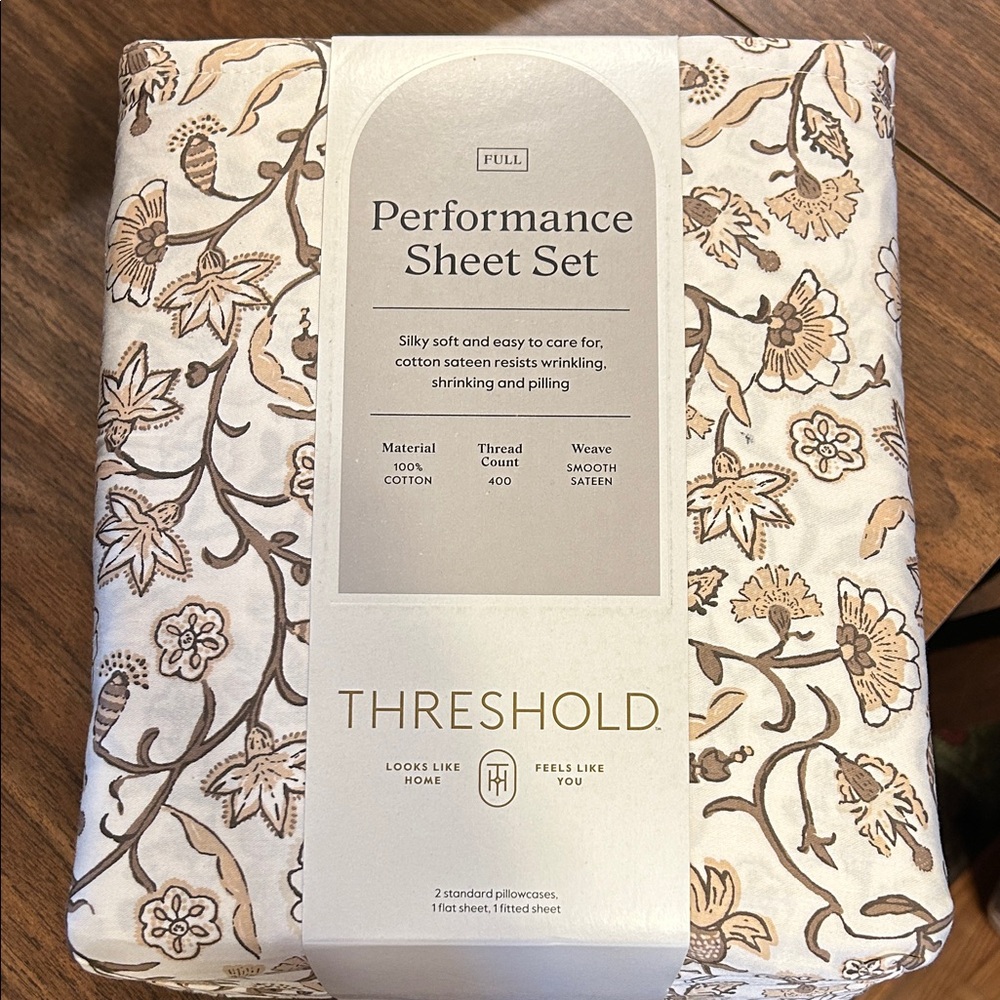 FULL
Performance
Sheet Set
Silky soft and easy to care for,
cotton sateen resists wrinkling,
shrinking and pilling
Material
100%
COTTON
Thread
Count
400
Weave
SMOOTH
SATEEN
THRESHOLD™
LOOKS LIKE
HOME
TH
FEELS LIKE
YOU
2 standard pillowcases,
1 flat sheet, 1 fitted sheet